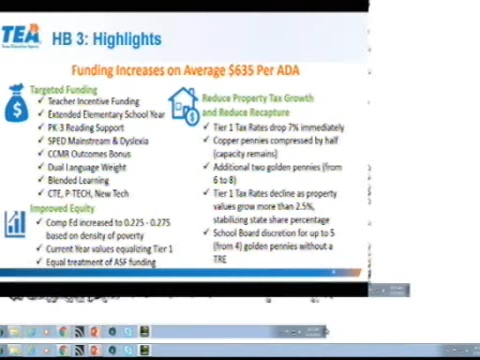 TEA
HB 3: Highlights
Funding Increases on Average $635 Per ADA
Targeted Funding
✓ Teacher Incentive Funding
✓ Extended Elementary School Year
✓ PK-3 Reading Support
✓ SPED Mainstream & Dyslexia
✓ CCMR Outcomes Bonus
✓ Dual Language Weight
✓ Blended Learning
✓ CTE, P-TECH, New Tech
Improved Equity
✓ Comp Ed increased to 0.225 - 0.275
based on density of poverty
✓ Current Year values equalizing Tier 1
✓ Equal treatment of ASF funding
Reduce Property Tax Growth
and Reduce Recapture
✓ Tier 1 Tax Rates drop 7% immediately
✓ Copper pennies compressed by half
(capacity remains)
✓ Additional two golden pennies (from
6 to 8)
✓ Tier 1 Tax Rates decline as property
values grow more than 2.5%,
stabilizing state share percentage
✓ School Board discretion for up to 5
(from 4) golden pennies without a
TRE